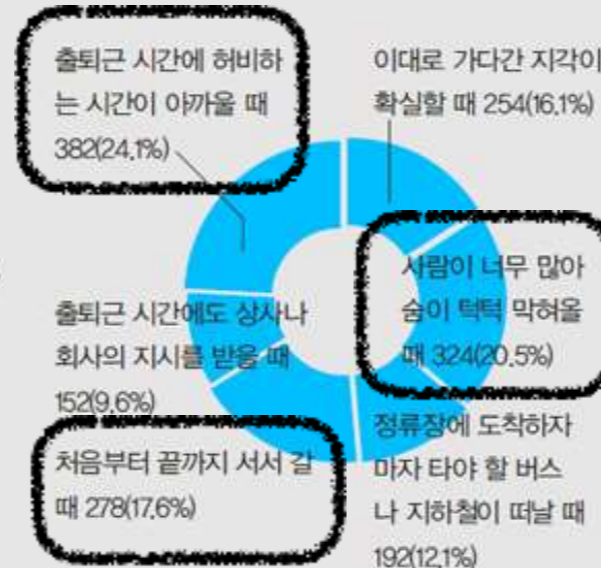 출퇴근 시간에 허비하
는 시간이 아까울 때
382(24.1%)
이대로 가다간 지각이
확실할 때 254(16.1%)
사람이 너무 많아
숨이 턱턱 막혀올
때 324(20.5%)
출퇴근 시간에도 상사나
회사의 지시를 받을 때
152(9.6%)
처음부터 끝까지 서서 갈
때 278(17.6%)
정류장에 도착하자
마자 타야 할 버스
나 지하철이 떠날 때
192(12.1%)